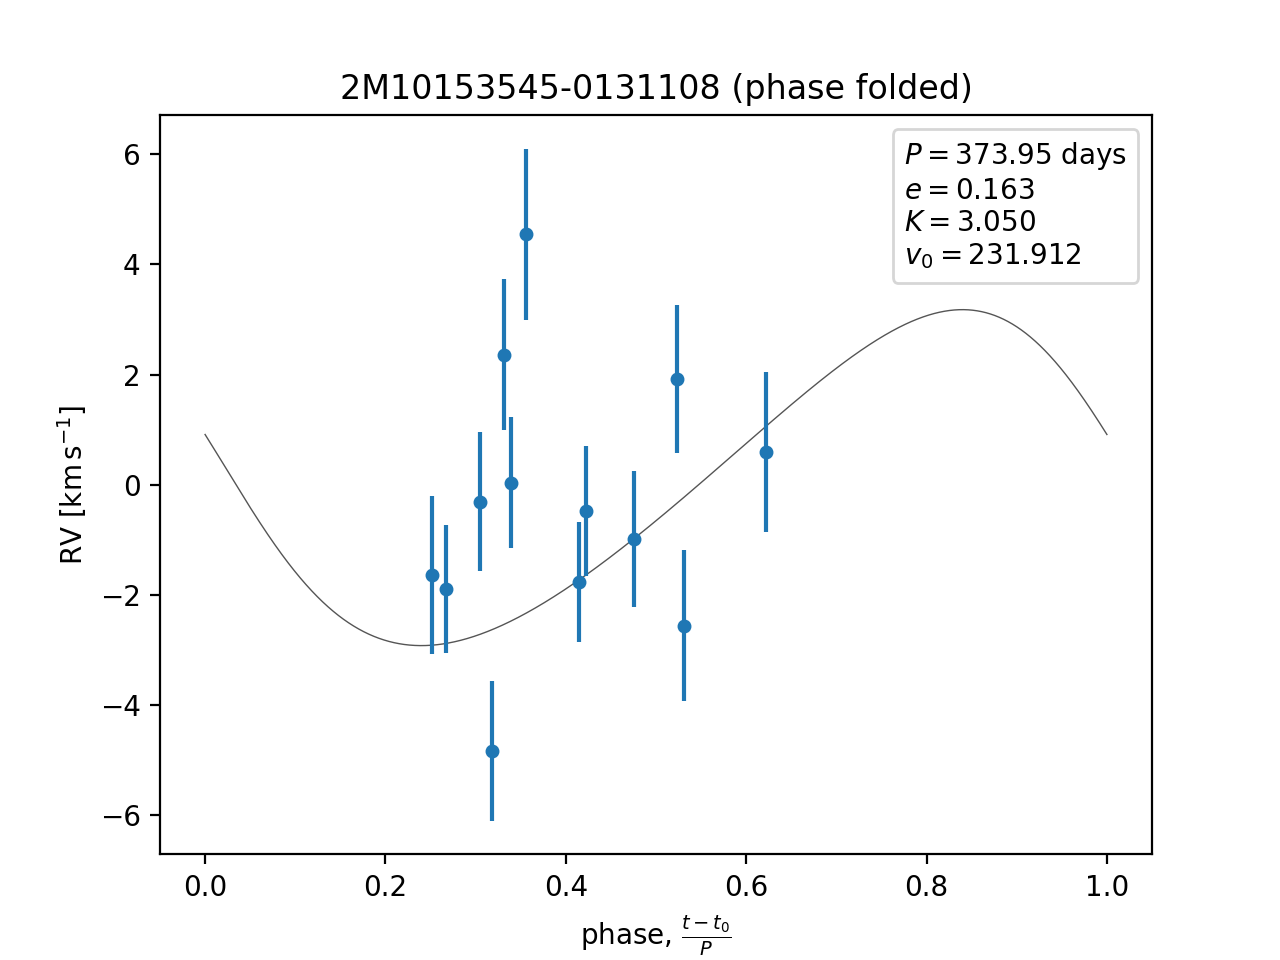 2M10153545-0131108 (phase folded)
P = 373.95 days
e = 0.163
K = 3.050
v₀ = 231.912
RV [km s⁻¹]
6
4
2
0
−2
−4
−6
0.0 0.2 0.4 0.6 0.8 1.0
phase, (t − t₀)/P